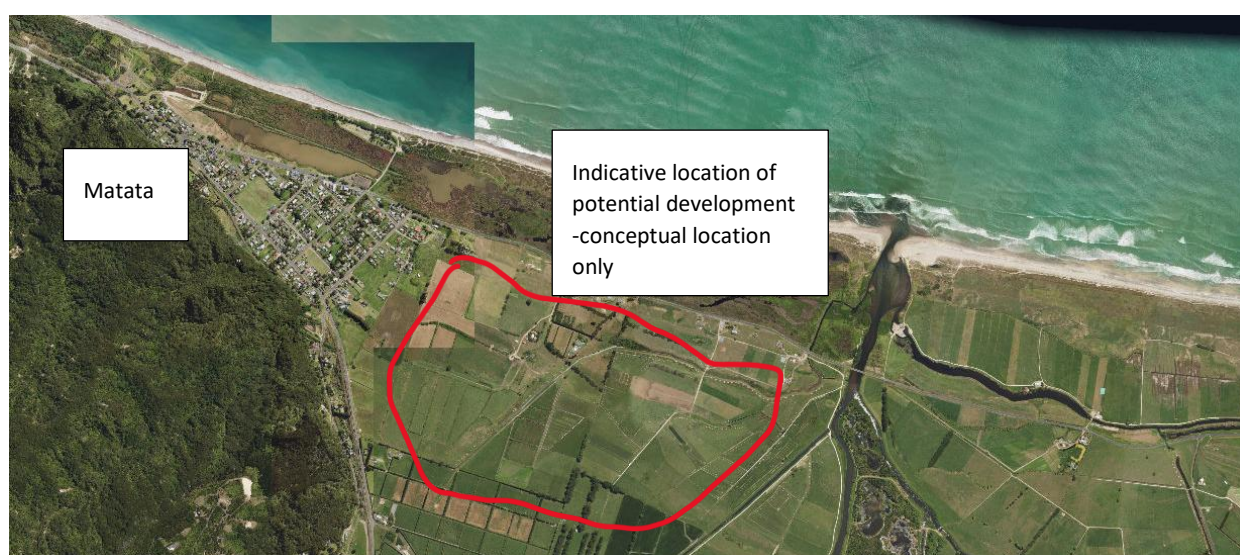 Matata
Indicative location of
potential development
-conceptual location
only